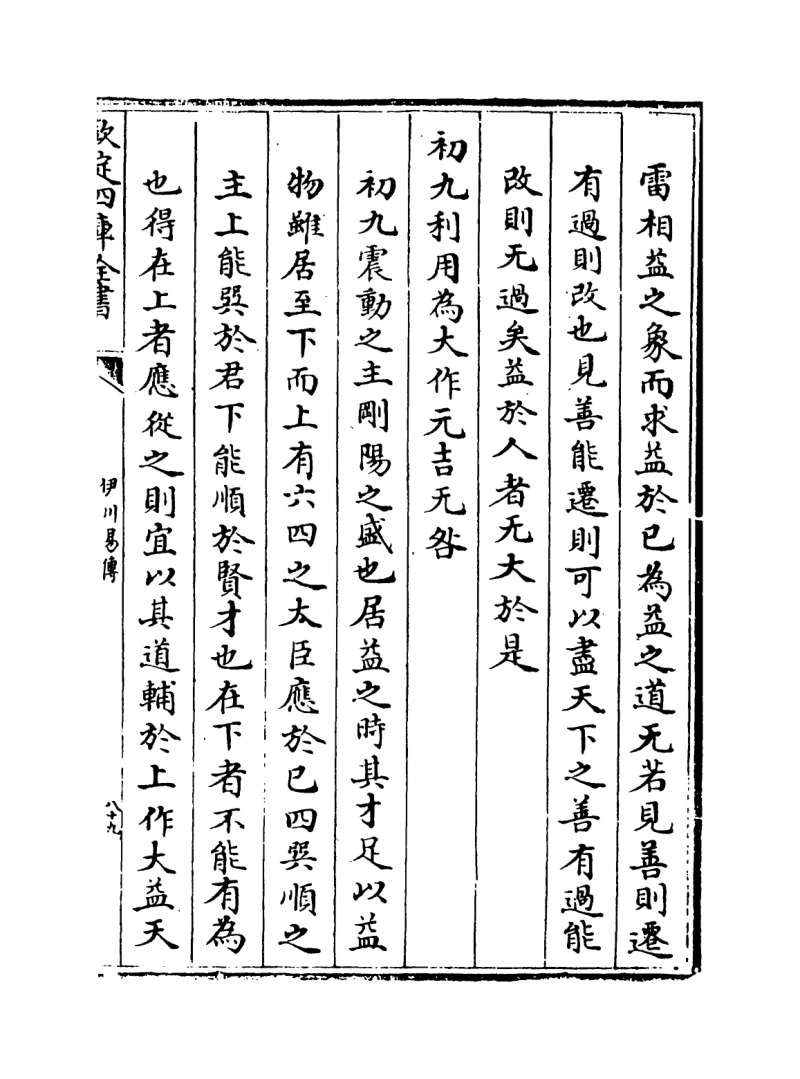 雷相益之象而求益於已為益之道无若見善則遷
有過則改也見善能遷則可以盡天下之善有過能
改則无過矣益於人者无大於是
初九利用為大作元吉无咎
初九震動之主剛陽之盛也居益之時其才足以益
物雖居至下而上有六四之大臣應於已四巽順之
主上能巽於君下能順於賢才也在下者不能有為
也得在上者應從之則宜以其道輔於上作大益天
欽定四庫全書
伊川易傳
八十九